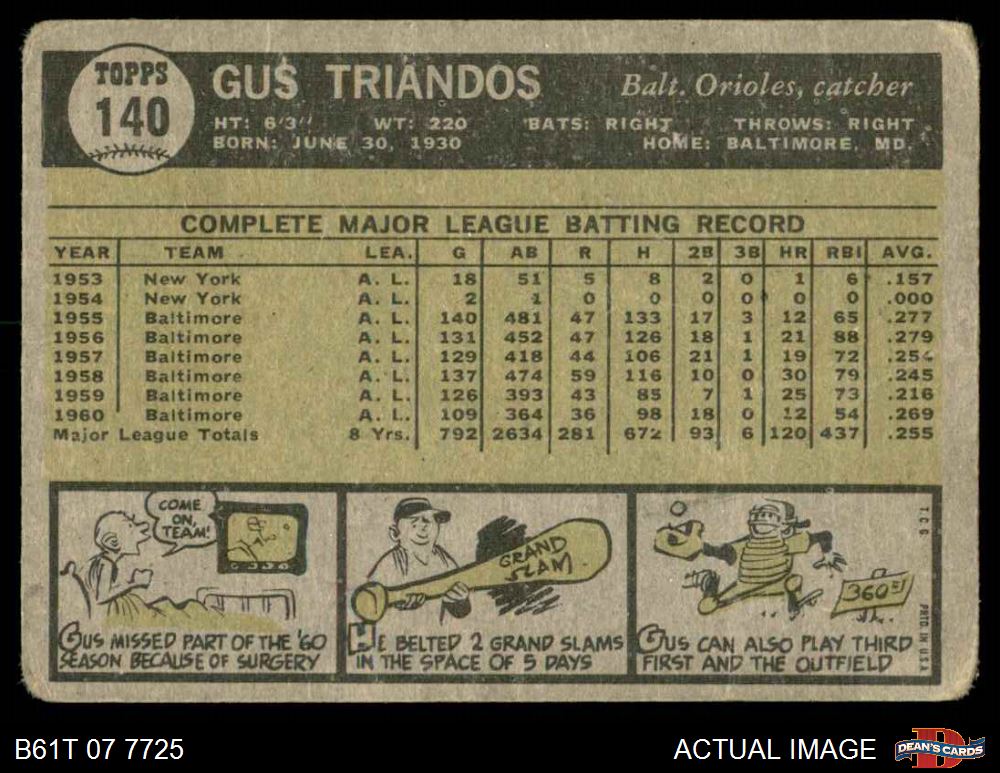 TOPPS
140
GUS TRIANDOS Balt. Orioles, catcher
HT: 6'3" WT: 220 BATS: RIGHT THROWS: RIGHT
BORN: JUNE 30, 1930 HOME: BALTIMORE, MD.
COMPLETE MAJOR LEAGUE BATTING RECORD
YEAR TEAM LEA. G AB R H 2B 3B HR RBI AVG.
1953 New York A. L. 18 51 5 8 2 0 1 6 .157
1954 New York A. L. 2 1 0 0 0 0 0 0 .000
1955 Baltimore A. L. 140 481 47 133 17 3 12 65 .277
1956 Baltimore A. L. 131 452 47 126 18 1 21 88 .279
1957 Baltimore A. L. 129 418 44 106 21 1 19 72 .254
1958 Baltimore A. L. 137 474 59 116 10 0 30 79 .245
1959 Baltimore A. L. 126 393 43 85 7 1 25 73 .216
1960 Baltimore A. L. 109 364 36 98 18 0 12 54 .269
Major League Totals 8 Yrs. 792 2634 281 672 93 6 120 437 .255
COME
ON,
TEAM!
GUS MISSED PART OF THE '60
SEASON BECAUSE OF SURGERY
GRAND
SLAM
HE BELTED 2 GRAND SLAMS
IN THE SPACE OF 5 DAYS
360 FT
GUS CAN ALSO PLAY THIRD
FIRST AND THE OUTFIELD
T.C.G.
PRTD. IN U.S.A.
B61T 07 7725
ACTUAL IMAGE
DEAN'S CARDS